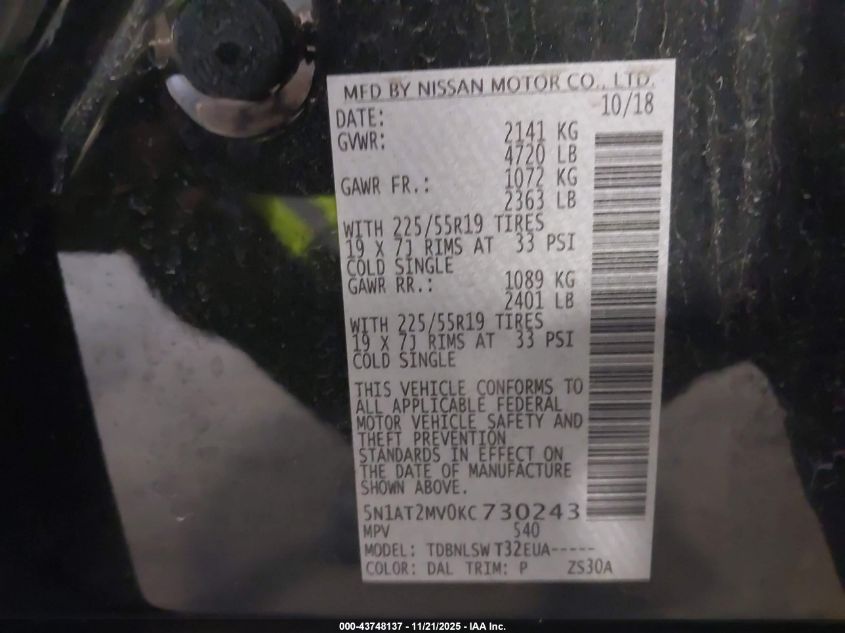 MFD BY NISSAN MOTOR CO., LTD.
DATE: 10/18
GVWR: 2141 KG
4720 LB
GAWR FR.: 1072 KG
2363 LB
WITH 225/55R19 TIRES
19 X 7J RIMS AT 33 PSI
COLD SINGLE
GAWR RR.: 1089 KG
2401 LB
WITH 225/55R19 TIRES
19 X 7J RIMS AT 33 PSI
COLD SINGLE
THIS VEHICLE CONFORMS TO
ALL APPLICABLE FEDERAL
MOTOR VEHICLE SAFETY AND
THEFT PREVENTION
STANDARDS IN EFFECT ON
THE DATE OF MANUFACTURE
SHOWN ABOVE.
5N1AT2MV0KC730243
MPV 540
MODEL: TDBNLSW T32EUA-----
COLOR: DAL TRIM: P ZS30A
000-43748137 - 11/21/2025 - IAA Inc.